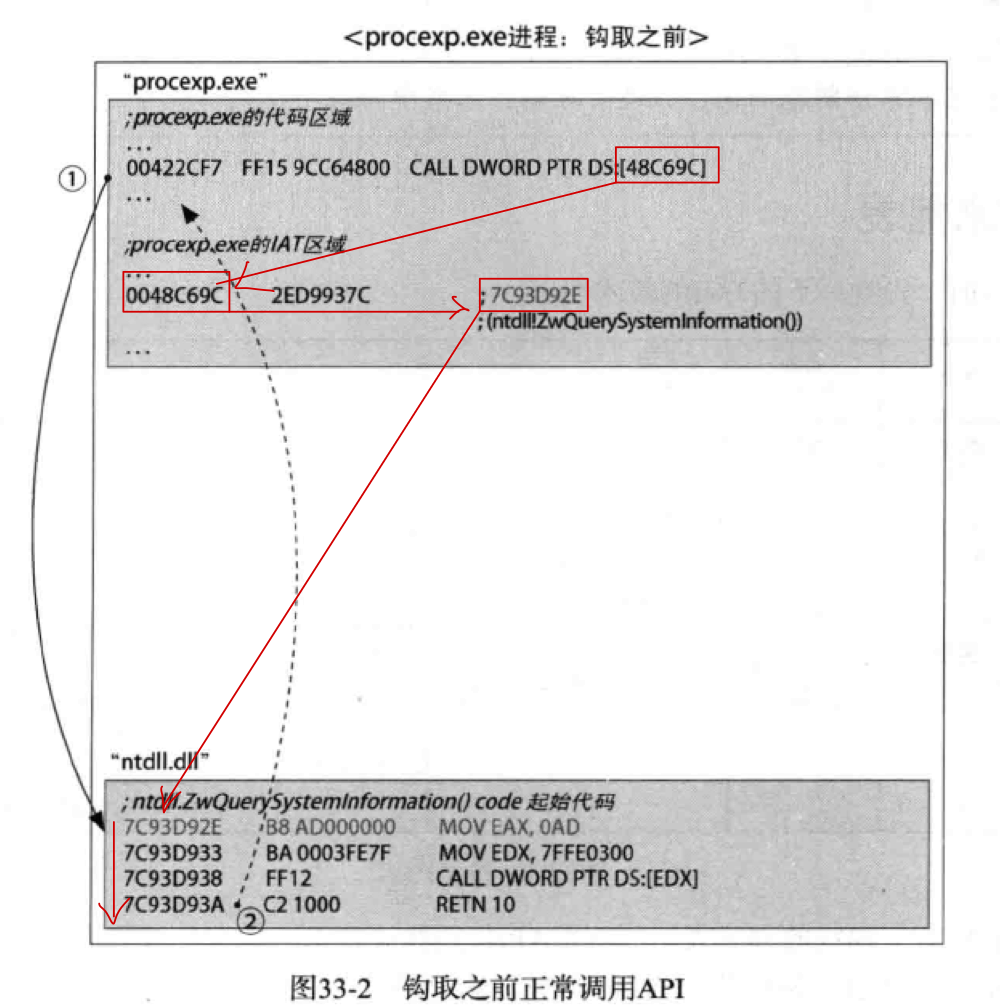 <procexp.exe进程：钩取之前>
“procexp.exe”
;procexp.exe的代码区域
...
① 00422CF7 FF15 9CC64800 CALL DWORD PTR DS:[48C69C]
...
;procexp.exe的IAT区域
...
0048C69C 2ED9937C ; 7C93D92E
; (ntdll!ZwQuerySystemInformation())
...
“ntdll.dll”
; ntdll.ZwQuerySystemInformation() code 起始代码
7C93D92E B8 AD000000 MOV EAX, 0AD
7C93D933 BA 0003FE7F MOV EDX, 7FFE0300
7C93D938 FF12 CALL DWORD PTR DS:[EDX]
7C93D93A C2 1000 RETN 10
②
图33-2 钩取之前正常调用API